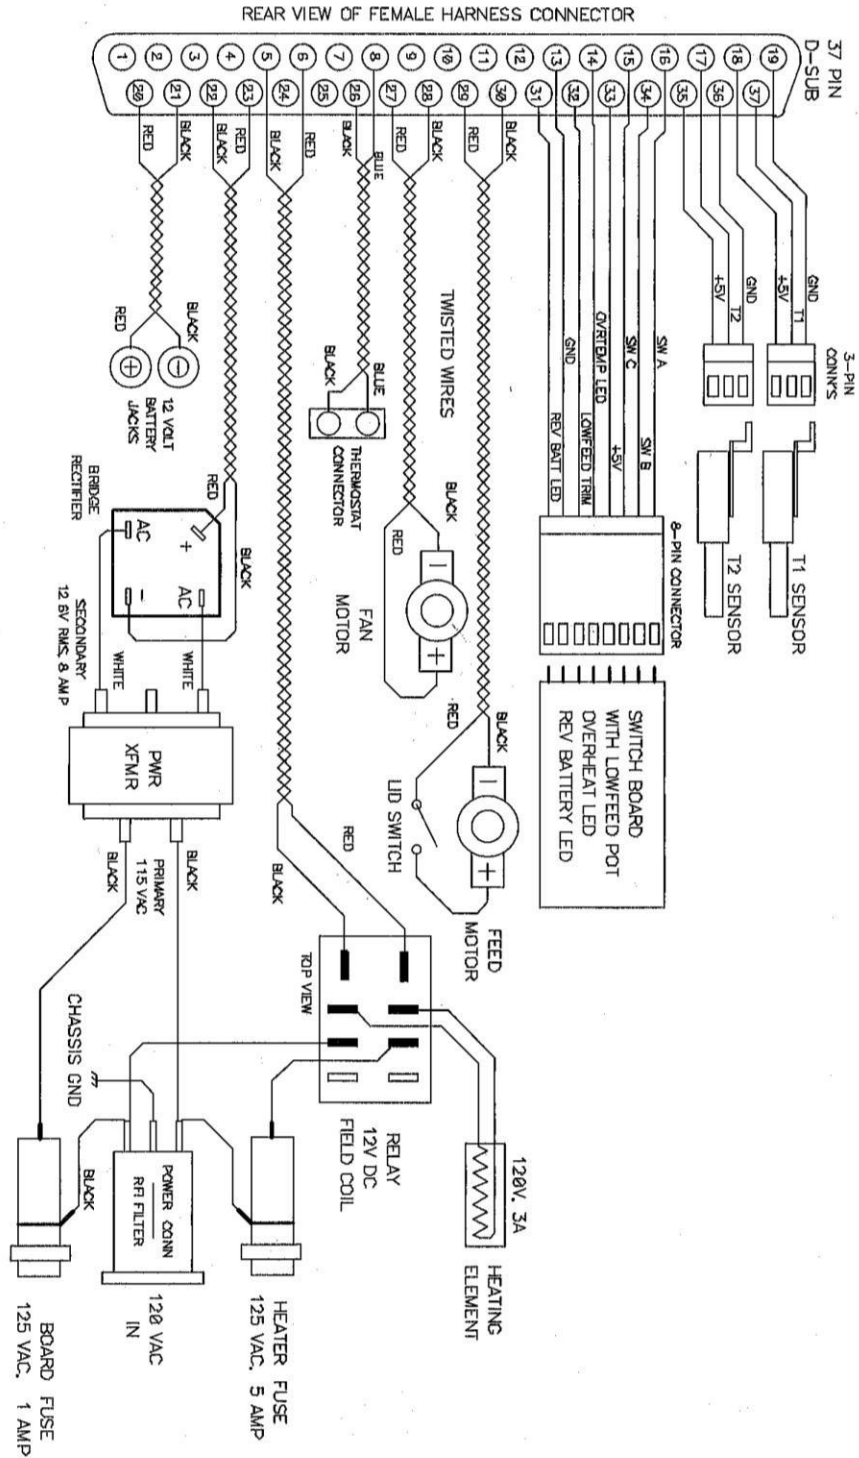 REAR VIEW OF FEMALE HARNESS CONNECTOR
37 PIN
D-SUB
1
2
3
4
5
6
7
8
9
10
11
12
13
14
15
16
17
18
19
20
21
22
23
24
25
26
27
28
29
30
31
32
33
34
35
36
37
RED
BLACK
BLACK
RED
BLACK
RED
BLACK
BLUE
RED
BLACK
RED
BLACK
GND
T1
+5V
GND
T2
+5V
3-PIN
CONN'S
T1 SENSOR
T2 SENSOR
SW A
SW B
SW C
+5V
OVRTEMP LED
LOWFEED TRIM
GND
REV BATT LED
8-PIN CONNECTOR
SWITCH BOARD
WITH LOWFEED POT
OVERHEAT LED
REV BATTERY LED
TWISTED WIRES
BLACK
RED
LID SWITCH
FEED
MOTOR
BLACK
RED
FAN
MOTOR
BLUE
BLACK
THERMOSTAT
CONNECTOR
BLACK
RED
12 VOLT
BATTERY
JACKS
RED
BLACK
BRIDGE
RECTIFIER
AC
+
-
AC
WHITE
WHITE
SECONDARY
12 6V RMS, 8 AMP
PWR
XFMR
BLACK
BLACK
PRIMARY
115 VAC
RED
BLACK
TOP VIEW
RELAY
12V DC
FIELD COIL
120V. 3A
HEATING
ELEMENT
CHASSIS GND
BLACK
POWER CONN
RFI FILTER
120 VAC
IN
HEATER FUSE
125 VAC. 5 AMP
BOARD FUSE
125 VAC. 1 AMP